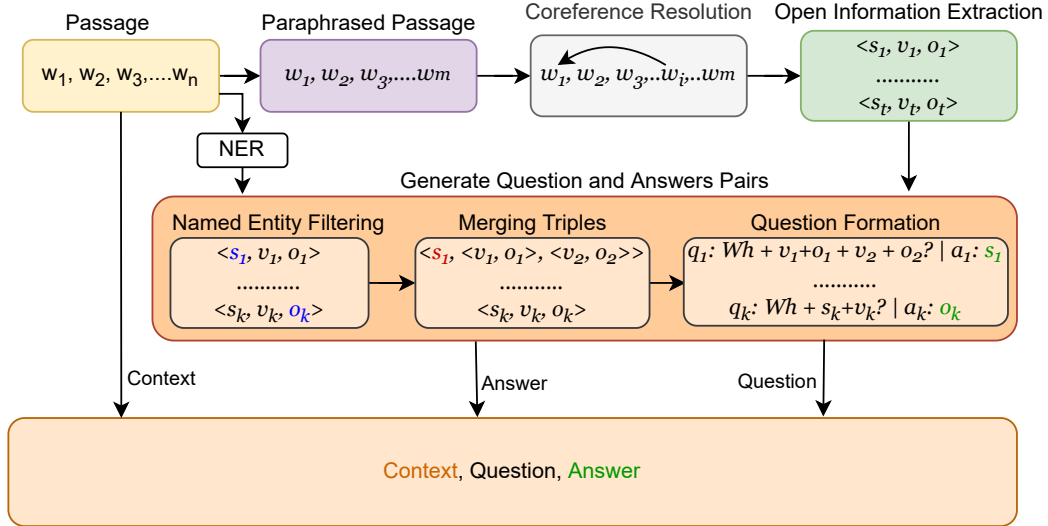 Passage
Paraphrased Passage
Coreference Resolution
Open Information Extraction
w1, w2, w3,....wn
w1, w2, w3,....wm
w1, w2, w3,..wi,..wm
<s1, v1, o1>
...........
<st, vt, ot>
NER
Generate Question and Answers Pairs
Named Entity Filtering
Merging Triples
Question Formation
<s1, v1, o1>
...........
<sk, vk, ok>
<s1, <v1, o1>, <v2, o2>>
...........
<sk, vk, ok>
q1: Wh + v1+o1 + v2 + o2? | a1: s1
...........
qk: Wh + sk+vk? | ak: ok
Context
Answer
Question
Context, Question, Answer